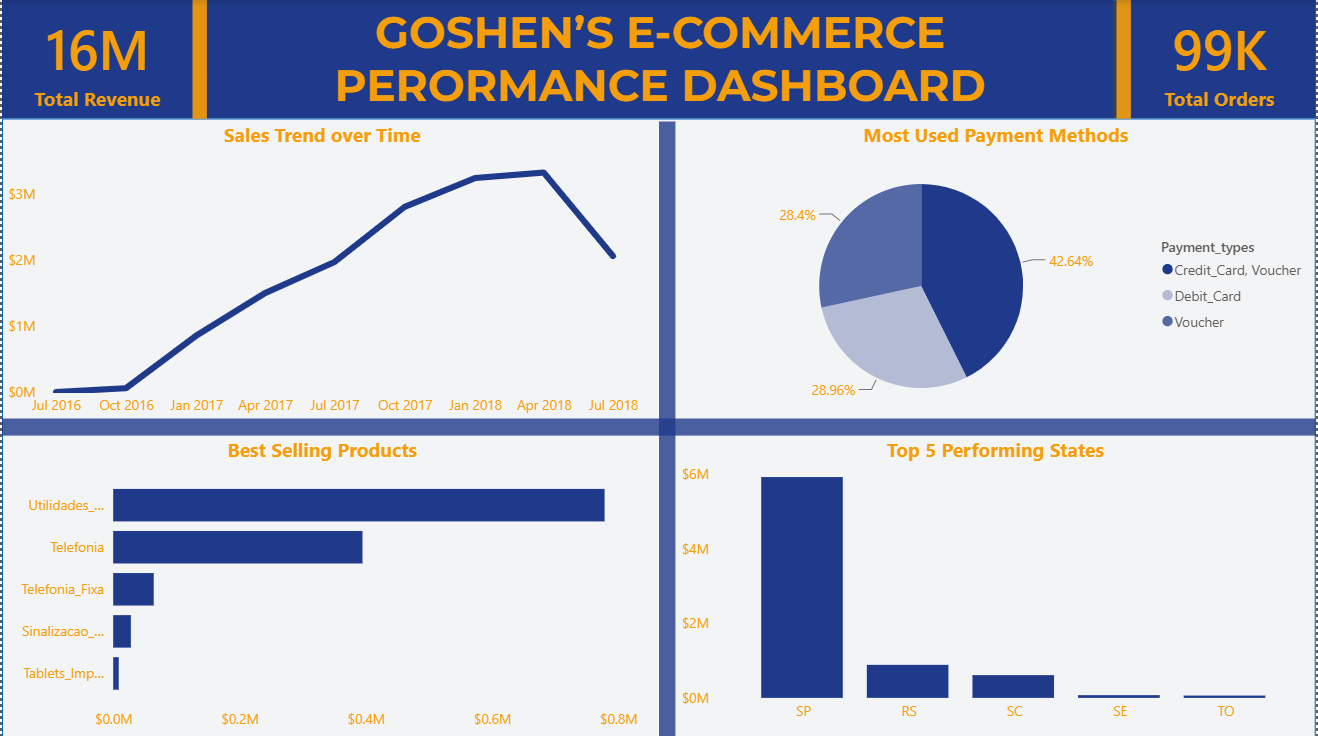 16M
Total Revenue
GOSHEN’S E-COMMERCE
PERORMANCE DASHBOARD
99K
Total Orders
Sales Trend over Time
$3M
$2M
$1M
$0M
Jul 2016 Oct 2016 Jan 2017 Apr 2017 Jul 2017 Oct 2017 Jan 2018 Apr 2018 Jul 2018
Most Used Payment Methods
28.4%
42.64%
28.96%
Payment_types
Credit_Card, Voucher
Debit_Card
Voucher
Best Selling Products
Utilidades_...
Telefonia
Telefonia_Fixa
Sinalizacao_...
Tablets_Imp...
$0.0M $0.2M $0.4M $0.6M $0.8M
Top 5 Performing States
$6M
$4M
$2M
$0M
SP RS SC SE TO